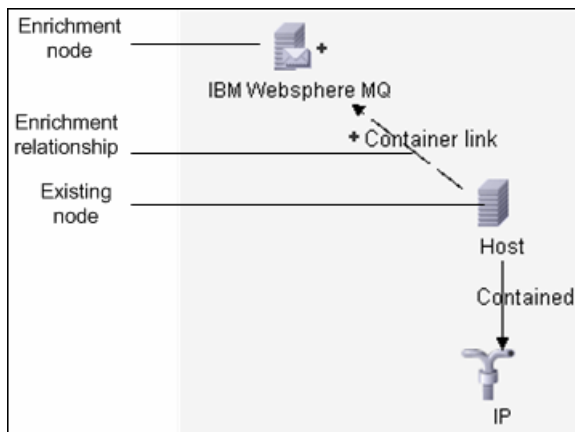 Enrichment
node
+
IBM Websphere MQ
Enrichment
relationship
+ Container link
Existing
node
Host
Contained
IP